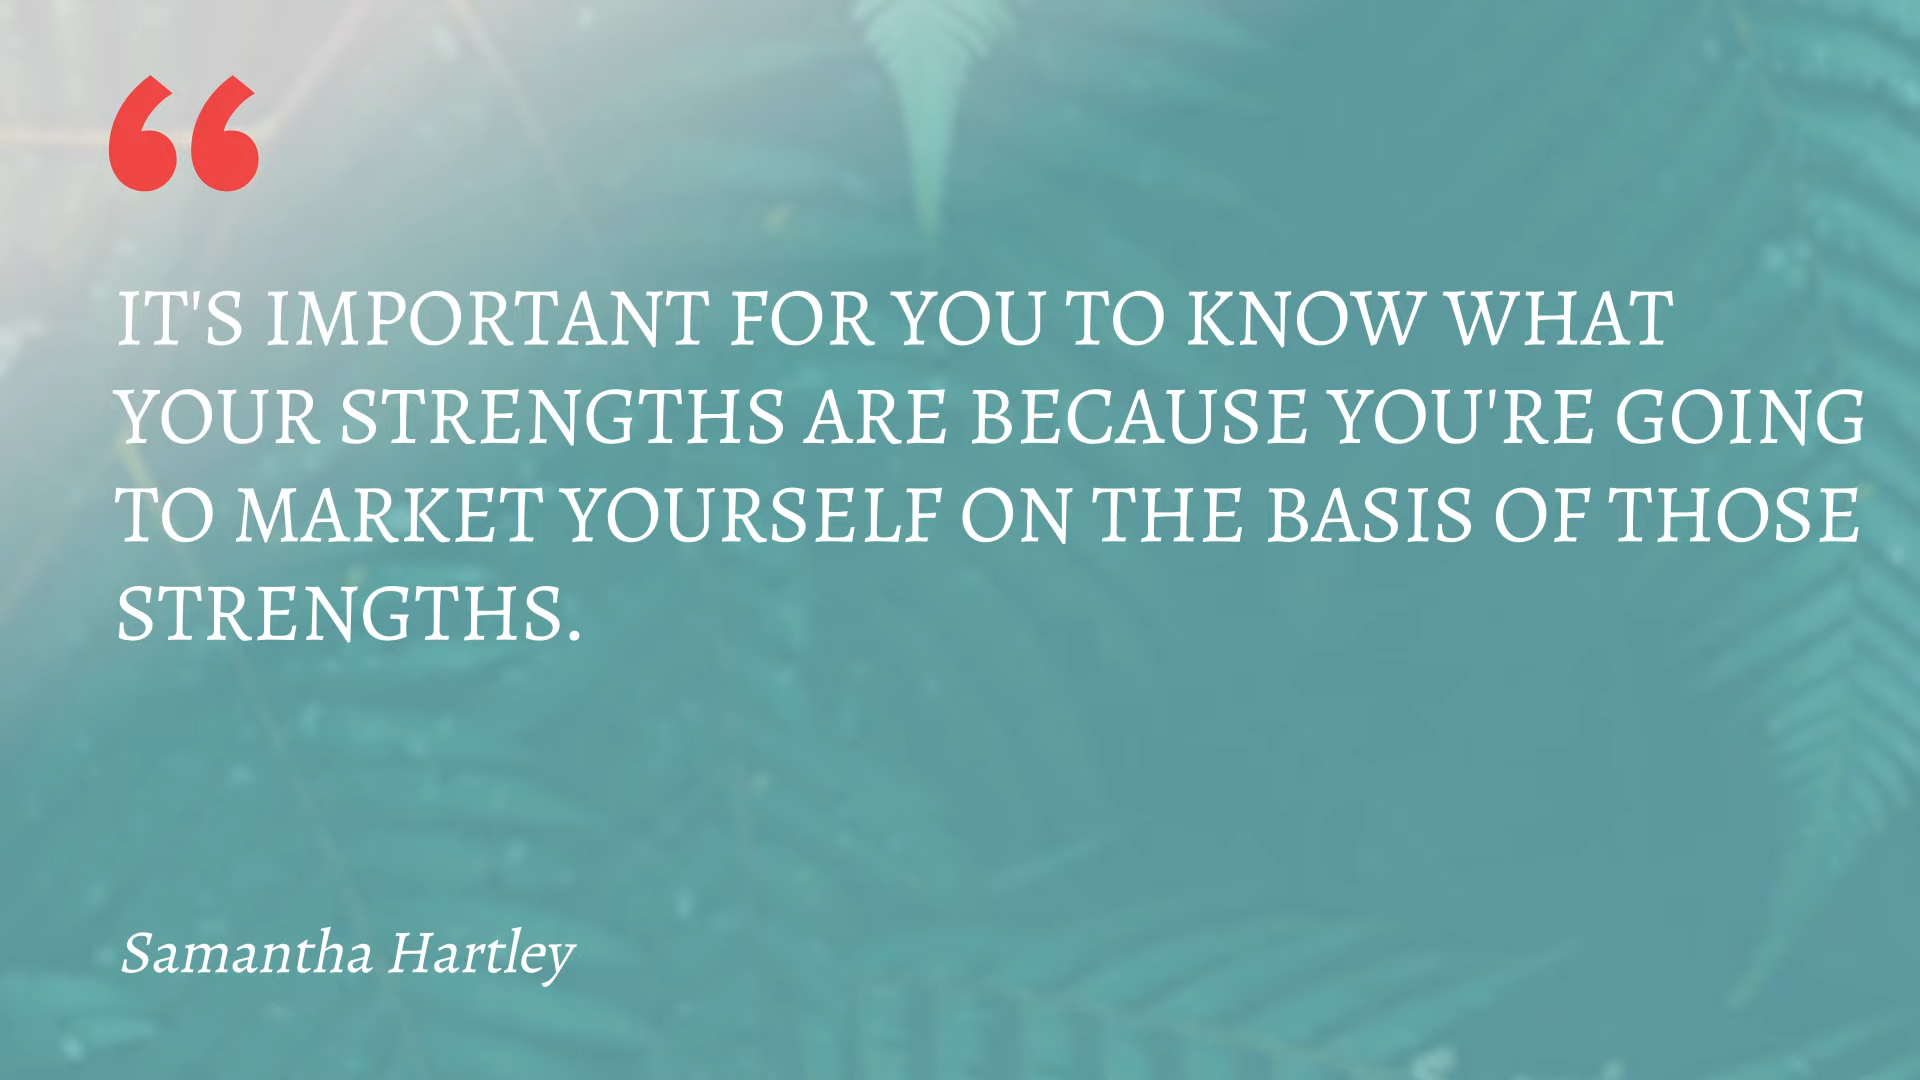 “
IT'S IMPORTANT FOR YOU TO KNOW WHAT
YOUR STRENGTHS ARE BECAUSE YOU'RE GOING
TO MARKET YOURSELF ON THE BASIS OF THOSE
STRENGTHS.
Samantha Hartley